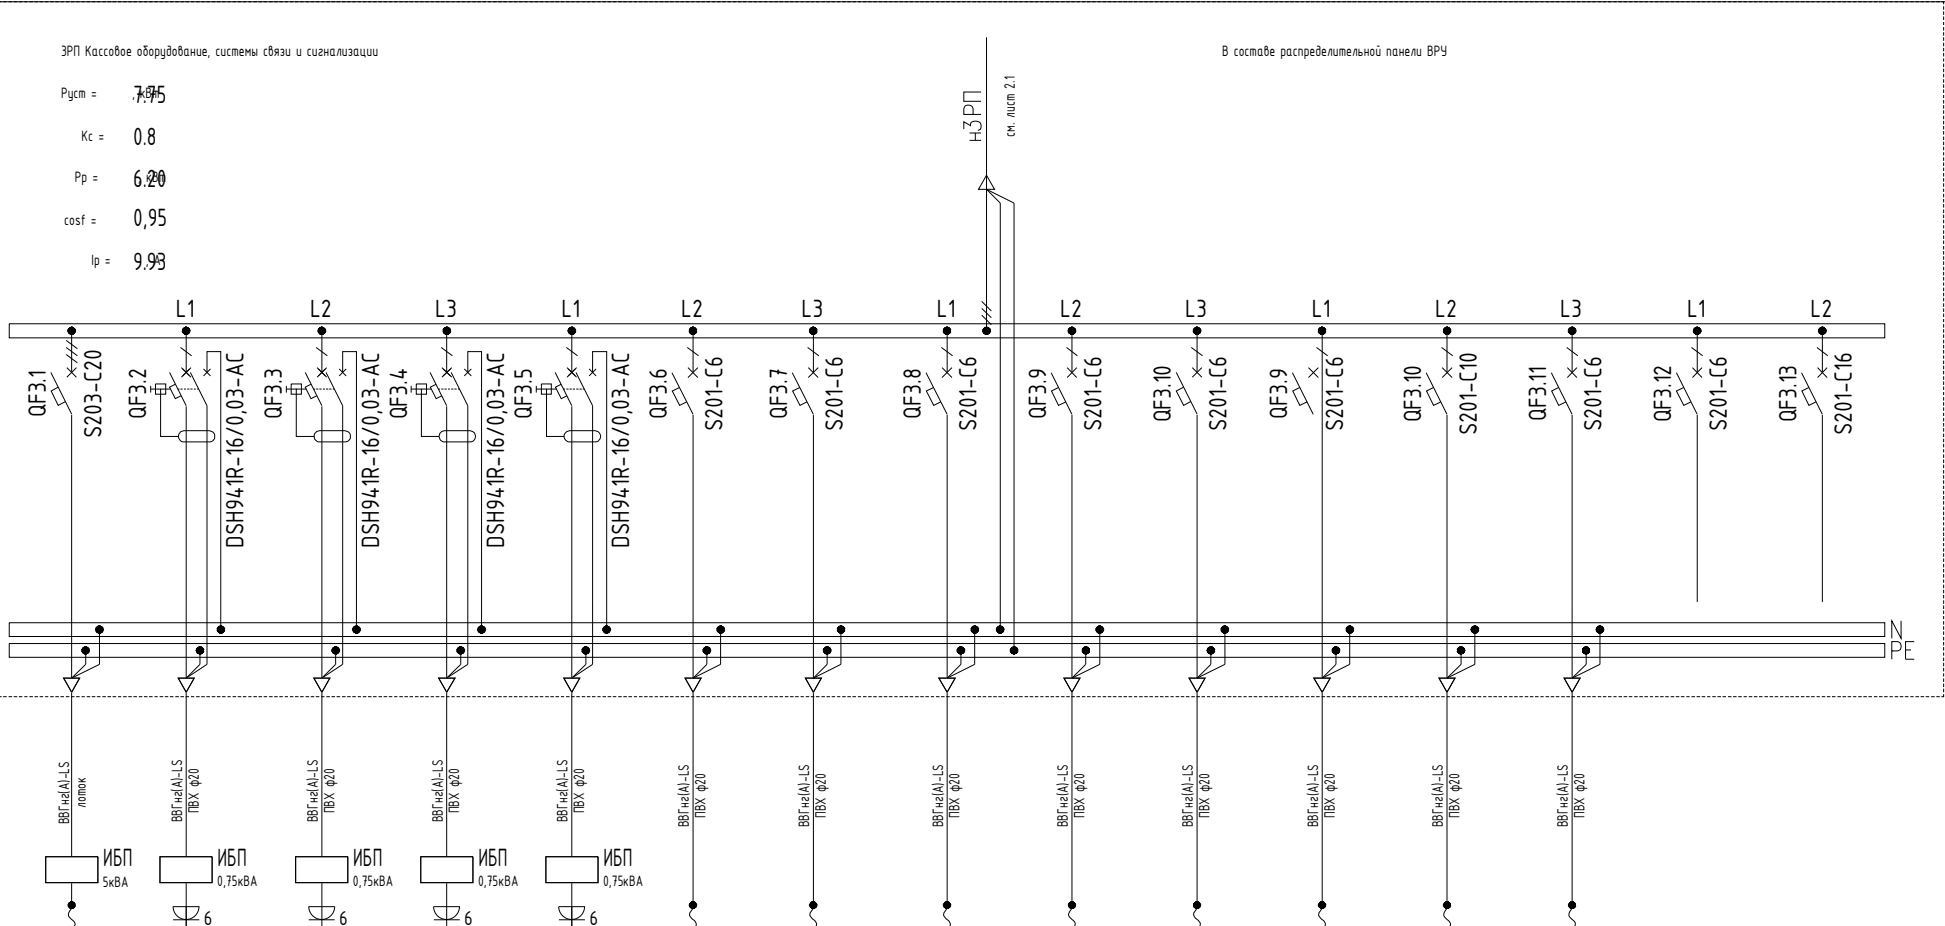 3РП Кассовое оборудование, системы связи и сигнализации
В составе распределительной панели ВРУ
Руст = 7.75
Кс = 0.8
Рр = 6.20
cosf = 0,95
Ip = 9.93
н3РП
см. лист 2.1
L1 L2 L3 L1 L2 L3 L1 L2 L3 L1 L2 L3 L1 L2
QF3.1 S203-C20
QF3.2 DSH941R-16/0,03-AC
QF3.3 DSH941R-16/0,03-AC
QF3.4 DSH941R-16/0,03-AC
QF3.5 DSH941R-16/0,03-AC
QF3.6 S201-C6
QF3.7 S201-C6
QF3.8 S201-C6
QF3.9 S201-C6
QF3.10 S201-C6
QF3.9 S201-C6
QF3.10 S201-C10
QF3.11 S201-C6
QF3.12 S201-C6
QF3.13 S201-C16
N
PE
ВВГнг(А)-LS
лоток
ВВГнг(А)-LS
ПВХ ф20
ВВГнг(А)-LS
ПВХ ф20
ВВГнг(А)-LS
ПВХ ф20
ВВГнг(А)-LS
ПВХ ф20
ВВГнг(А)-LS
ПВХ ф20
ВВГнг(А)-LS
ПВХ ф20
ВВГнг(А)-LS
ПВХ ф20
ВВГнг(А)-LS
ПВХ ф20
ВВГнг(А)-LS
ПВХ ф20
ВВГнг(А)-LS
ПВХ ф20
ВВГнг(А)-LS
ПВХ ф20
ВВГнг(А)-LS
ПВХ ф20
ИБП ИБП ИБП ИБП ИБП
5кВА 0,75кВА 0,75кВА 0,75кВА 0,75кВА
6 6 6 6